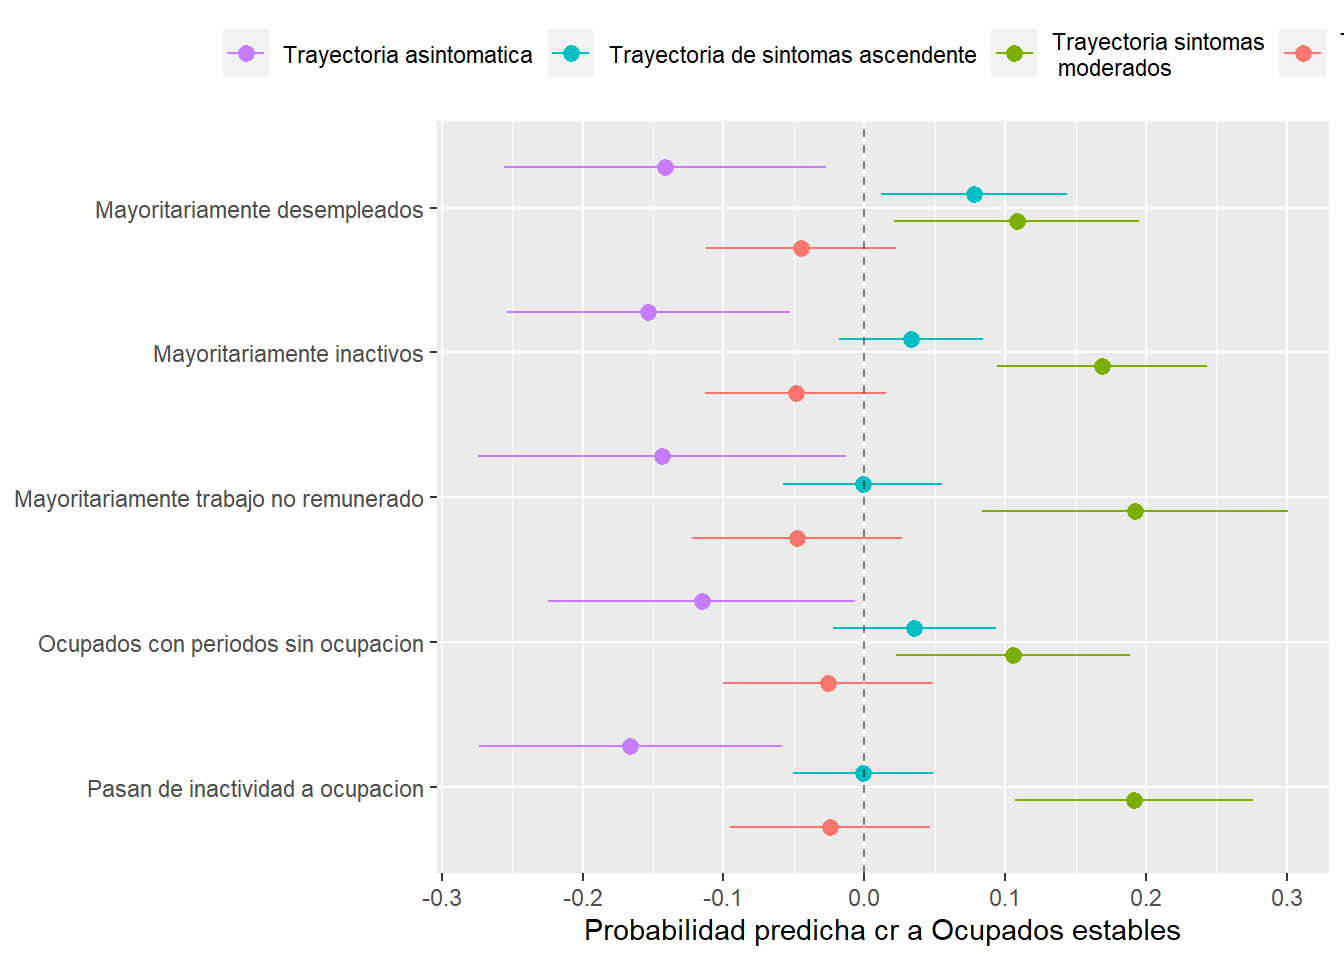 Trayectoria asintomatica
Trayectoria de sintomas ascendente
Trayectoria sintomas
moderados
Mayoritariamente desempleados
Mayoritariamente inactivos
Mayoritariamente trabajo no remunerado
Ocupados con periodos sin ocupacion
Pasan de inactividad a ocupacion
-0.3 -0.2 -0.1 0.0 0.1 0.2 0.3
Probabilidad predicha cr a Ocupados estables